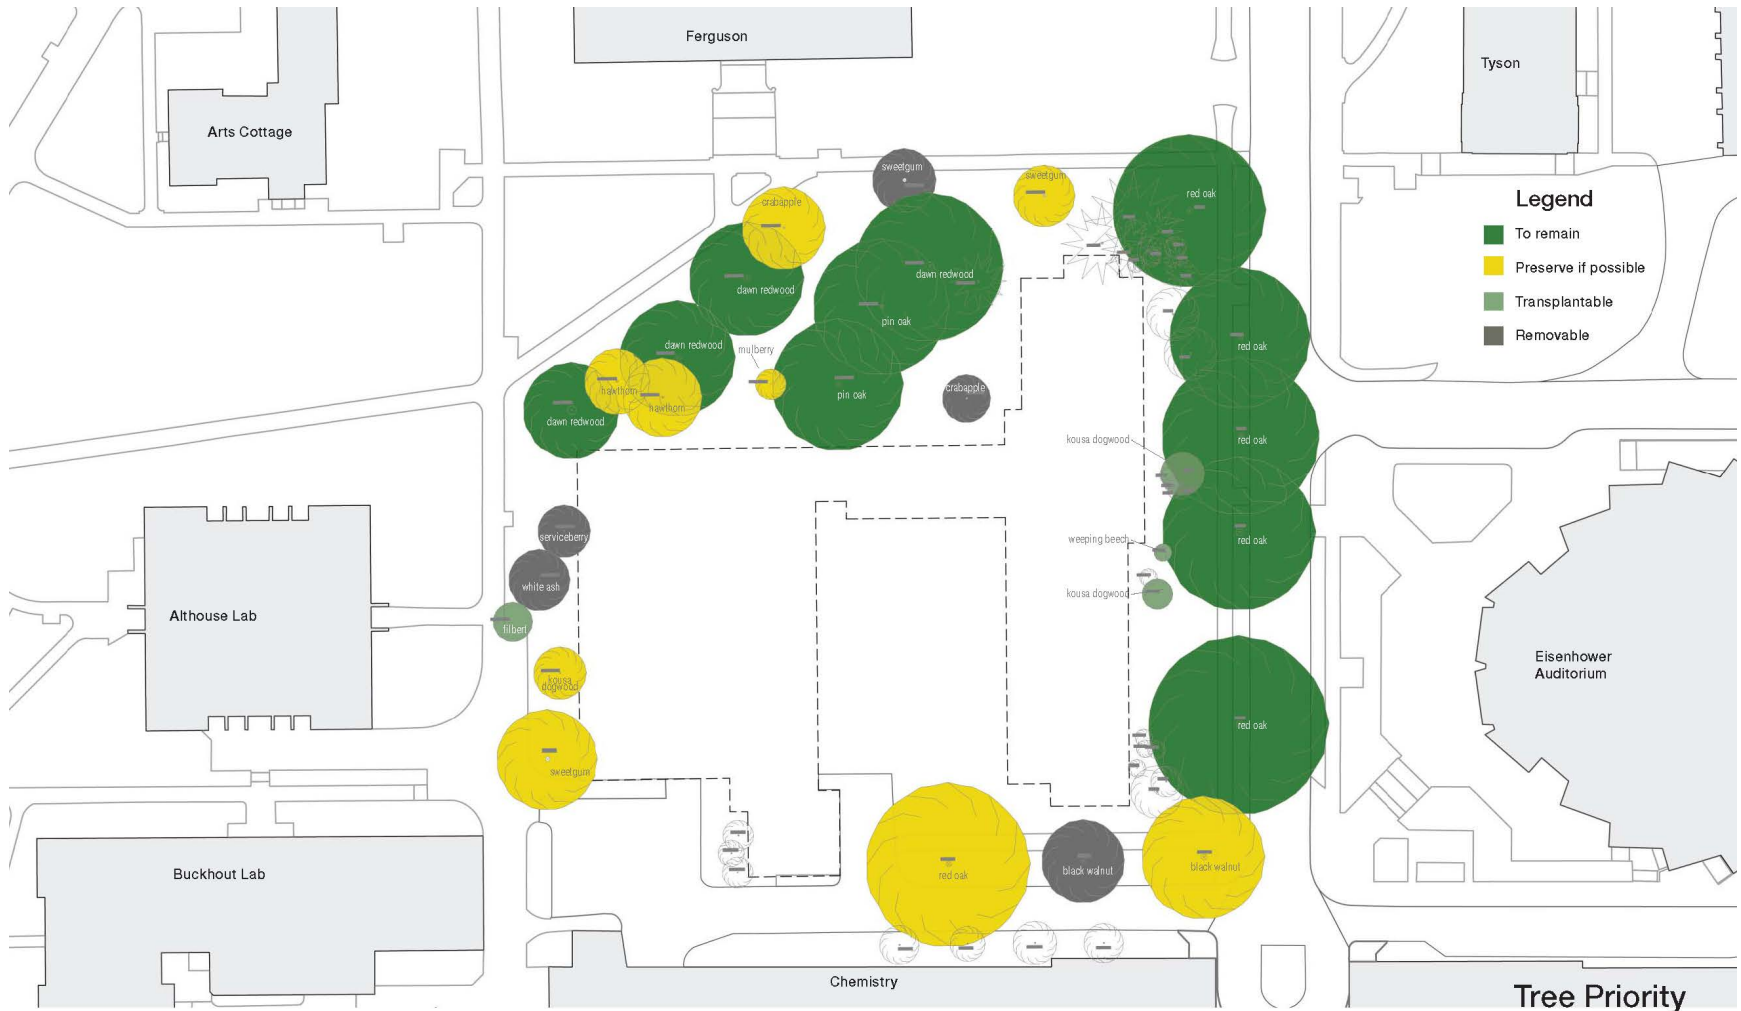 Ferguson
Tyson
Arts Cottage
sweetgum
sweetgum
red oak
crabapple
Legend
To remain
Preserve if possible
Transplantable
Removable
dawn redwood
dawn redwood
pin oak
dawn redwood
mulberry
red oak
hawthorn
hawthorn
crabapple
pin oak
dawn redwood
kousa dogwood
red oak
serviceberry
weeping beech
red oak
white ash
kousa dogwood
Althouse Lab
filbert
Eisenhower
Auditorium
kousa
dogwood
red oak
sweetgum
Buckhout Lab
red oak
black walnut
black walnut
Chemistry
Tree Priority